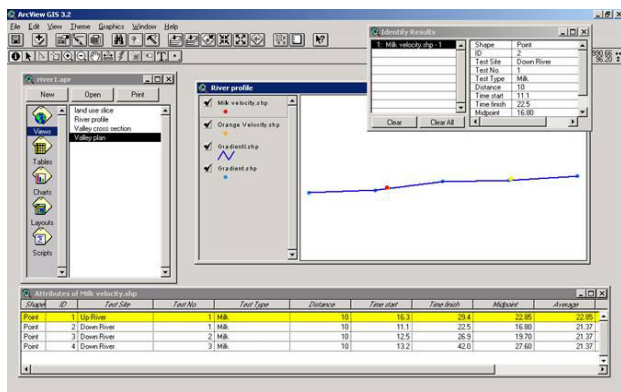 ArcView GIS 3.2
File Edit View Theme Graphics Window Help
Identify Results
1: Milk velocity.shp - 1
Shape Point
ID 2
Test Site Down River
Test No. 1
Test Type Milk
Distance 10
Time start 11.1
Time finish 22.5
Midpoint 16.80
Clear Clear All
990.66
96.20
river1.apr
New Open Print
Views
Tables
Charts
Layouts
Scripts
land use slice
River profile
Valley cross section
Valley plan
River profile
Milk velocity.shp
Orange Velocity.shp
Gradientl.shp
Gradient.shp
Attributes of Milk velocity.shp
Shape ID Test Site Test No Test Type Distance Time start Time finish Midpoint Average
Point 1 Up River 1 Milk 10 16.3 29.4 22.85 22.85
Point 2 Down River 1 Milk 10 11.1 22.5 16.80 21.37
Point 3 Down River 2 Milk 10 12.5 26.9 19.70 21.37
Point 4 Down River 3 Milk 10 13.2 42.0 27.60 21.37